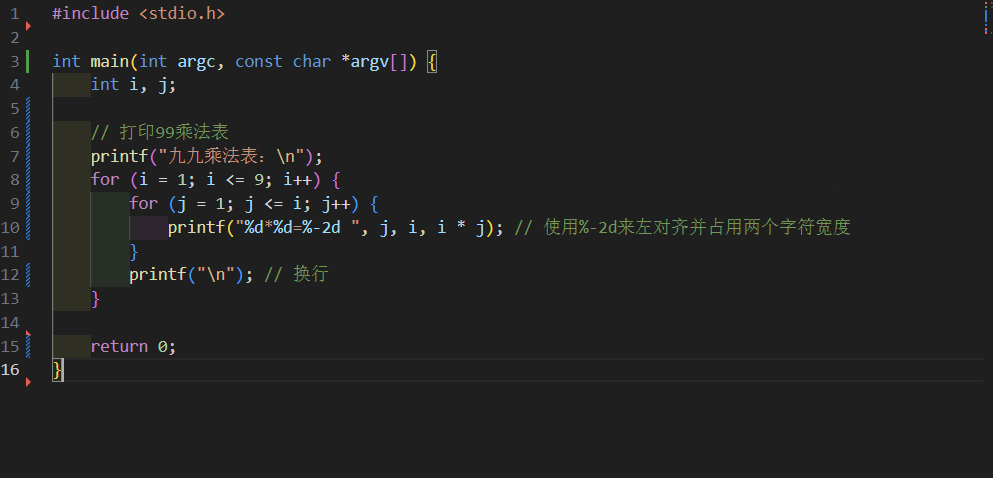 1 #include <stdio.h>
2
3 int main(int argc, const char *argv[]) {
4     int i, j;
5
6     // 打印99乘法表
7     printf("九九乘法表：\n");
8     for (i = 1; i <= 9; i++) {
9         for (j = 1; j <= i; j++) {
10             printf("%d*%d=%-2d ", j, i, i * j); // 使用%-2d来左对齐并占用两个字符宽度
11         }
12         printf("\n"); // 换行
13     }
14
15     return 0;
16 }